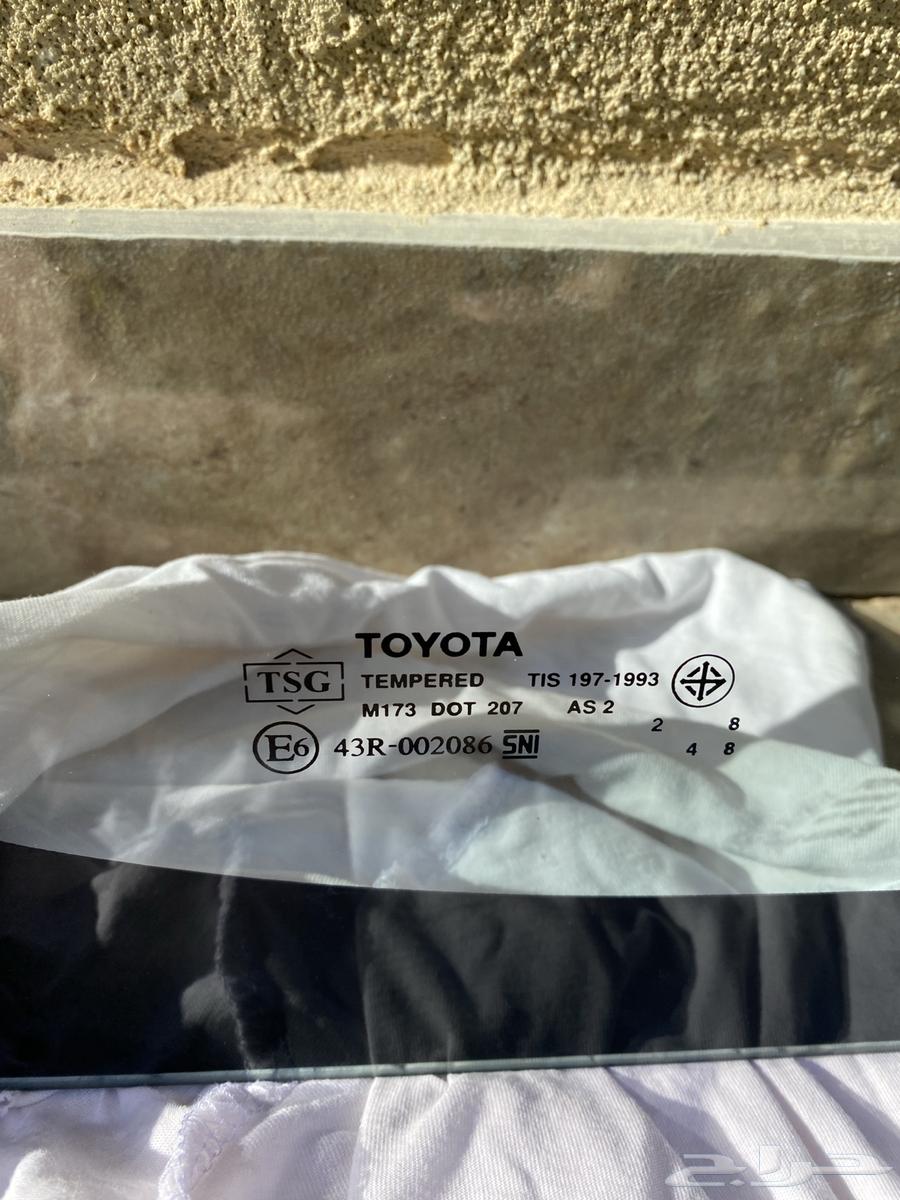 TOYOTA
TSG TEMPERED TIS 197-1993
M173 DOT 207 AS 2
2 8
E6 43R-002086 SNI
4 8
حراج